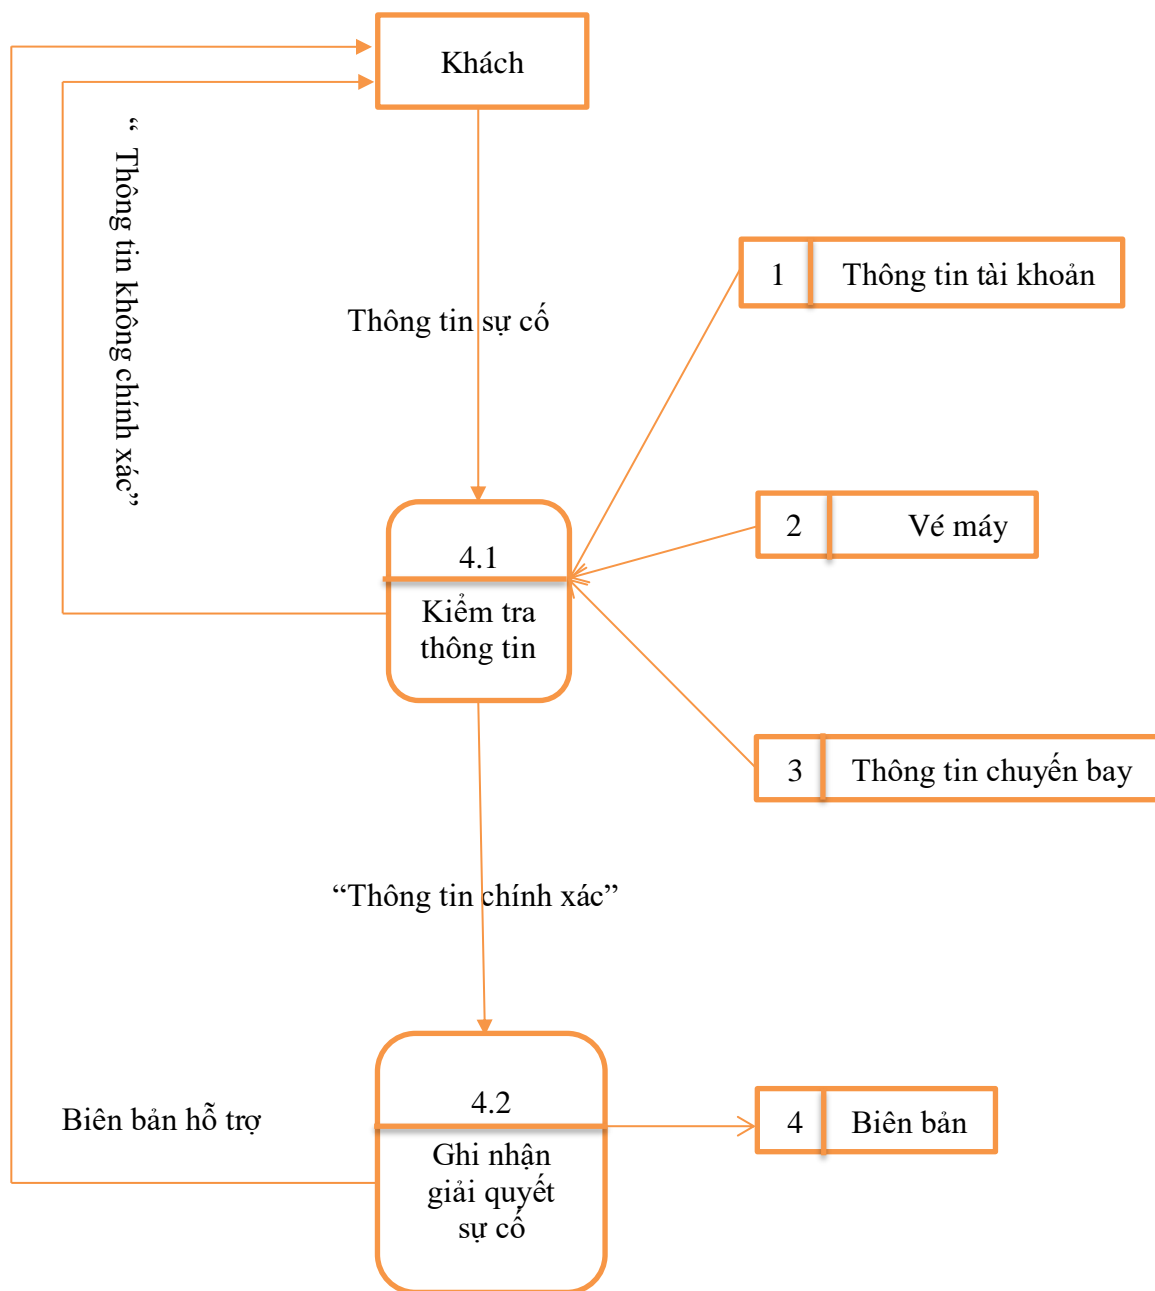 Khách
“ Thông tin không chính xác”
1 Thông tin tài khoản
Thông tin sự cố
2 Vé máy
4.1
Kiểm tra
thông tin
3 Thông tin chuyến bay
“Thông tin chính xác”
4.2
Biên bản hỗ trợ
4 Biên bản
Ghi nhận
giải quyết
sự cố